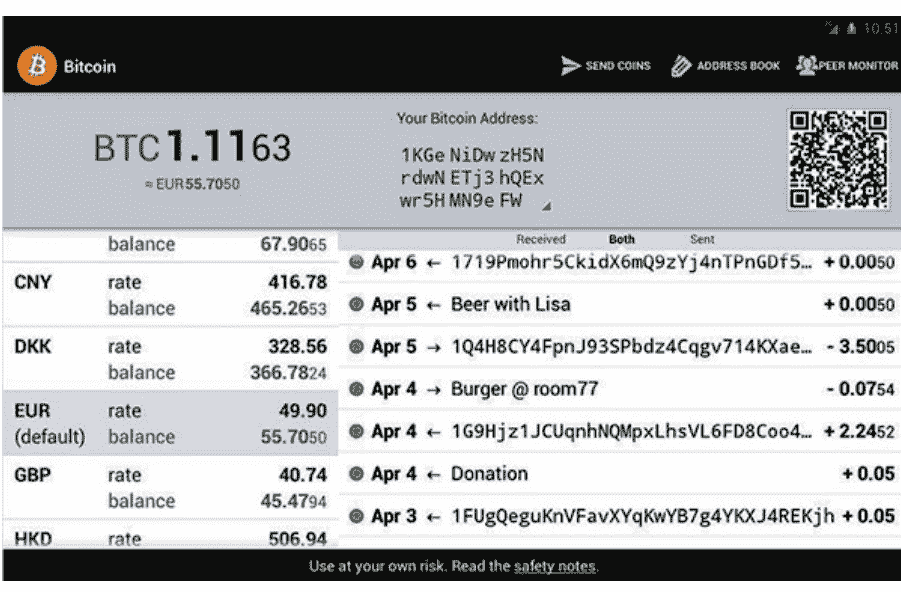 10:51
Bitcoin
SEND COINS
ADDRESS BOOK
PEER MONITOR
BTC 1.1163
≈ EUR 55.7050
Your Bitcoin Address:
1KGe NiDw zH5N
rdwN ETj3 hQEx
wr5H MN9e FW
balance 67.9065
CNY rate 416.78
balance 465.2653
DKK rate 328.56
balance 366.7824
EUR rate 49.90
(default) balance 55.7050
GBP rate 40.74
balance 45.4794
HKD rate 506.94
Received Both Sent
Apr 6 ← 1719Pmohr5CkidX6mQ9zYj4nTPnGDf5… + 0.0050
Apr 5 ← Beer with Lisa + 0.0050
Apr 5 → 1Q4H8CY4FpnJ93SPbdz4Cqgv714KXae… - 3.5005
Apr 4 → Burger @ room77 - 0.0754
Apr 4 ← 1G9Hjz1JCUqnhNQMpxLhsVL6FD8Coo4… + 2.2452
Apr 4 ← Donation + 0.05
Apr 3 ← 1FUgQeguKnVFavXYqKwYB7g4YKXJ4REKjh + 0.05
Use at your own risk. Read the safety notes.